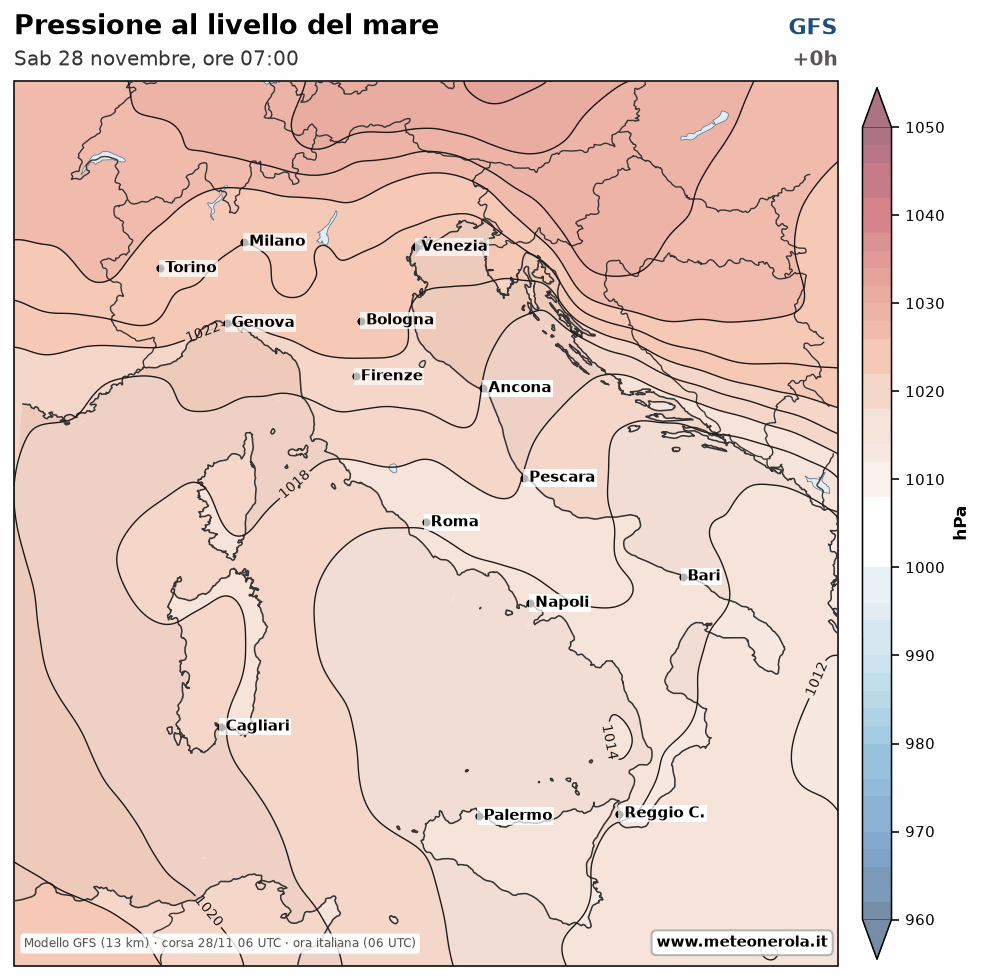 Pressione al livello del mare
GFS
Sab 28 novembre, ore 07:00
+0h
1050
1040
1030
1020
1010
1000
990
980
970
960
hPa
Milano
Venezia
Torino
Genova
Bologna
1022
Firenze
Ancona
Pescara
1018
Roma
Bari
Napoli
1012
Cagliari
1014
Palermo
Reggio C.
1020
Modello GFS (13 km) · corsa 28/11 06 UTC · ora italiana (06 UTC)
www.meteonerola.it